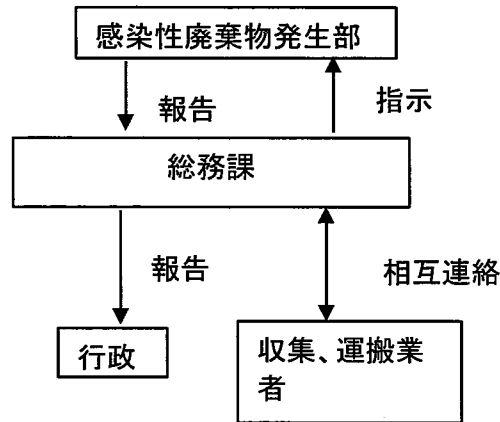 感染性廃棄物発生部
報告
指示
総務課
報告
相互連絡
行政
収集、運搬業
者